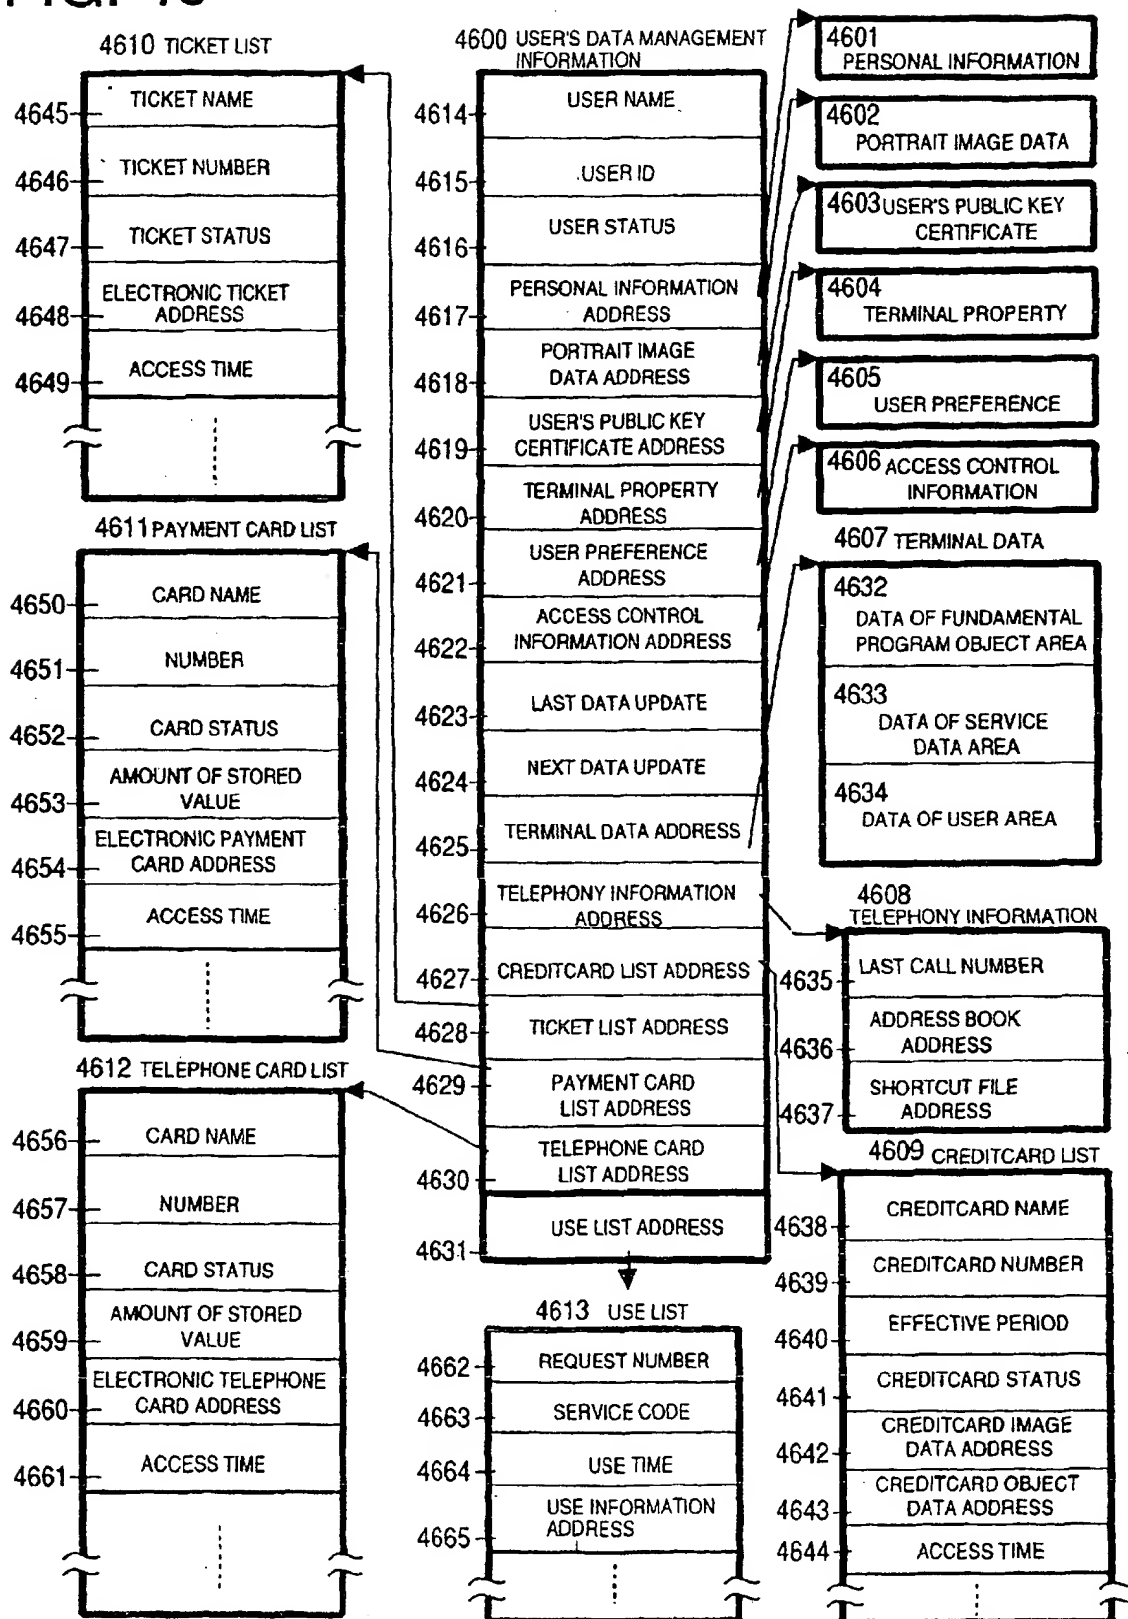 4610 TICKET LIST
4645 TICKET NAME
4646 TICKET NUMBER
4647 TICKET STATUS
ELECTRONIC TICKET
4648 ADDRESS
4649 ACCESS TIME
4611 PAYMENT CARD LIST
4650 CARD NAME
4651 NUMBER
4652 CARD STATUS
AMOUNT OF STORED
4653 VALUE
ELECTRONIC PAYMENT
4654 CARD ADDRESS
4655 ACCESS TIME
4612 TELEPHONE CARD LIST
4656 CARD NAME
4657 NUMBER
4658 CARD STATUS
AMOUNT OF STORED
4659 VALUE
ELECTRONIC TELEPHONE
4660 CARD ADDRESS
4661 ACCESS TIME
4600 USER'S DATA MANAGEMENT
INFORMATION
4614 USER NAME
4615 USER ID
4616 USER STATUS
PERSONAL INFORMATION
4617 ADDRESS
PORTRAIT IMAGE
4618 DATA ADDRESS
USER'S PUBLIC KEY
4619 CERTIFICATE ADDRESS
TERMINAL PROPERTY
4620 ADDRESS
USER PREFERENCE
4621 ADDRESS
ACCESS CONTROL
4622 INFORMATION ADDRESS
4623 LAST DATA UPDATE
4624 NEXT DATA UPDATE
4625 TERMINAL DATA ADDRESS
TELEPHONY INFORMATION
4626 ADDRESS
4627 CREDITCARD LIST ADDRESS
4628 TICKET LIST ADDRESS
4629 PAYMENT CARD
LIST ADDRESS
TELEPHONE CARD
4630 LIST ADDRESS
4631 USE LIST ADDRESS
4613 USE LIST
4662 REQUEST NUMBER
4663 SERVICE CODE
4664 USE TIME
USE INFORMATION
4665 ADDRESS
4601
PERSONAL INFORMATION
4602
PORTRAIT IMAGE DATA
4603 USER'S PUBLIC KEY
CERTIFICATE
4604
TERMINAL PROPERTY
4605
USER PREFERENCE
4606 ACCESS CONTROL
INFORMATION
4607 TERMINAL DATA
4632
DATA OF FUNDAMENTAL
PROGRAM OBJECT AREA
4633
DATA OF SERVICE
DATA AREA
4634
DATA OF USER AREA
4608
TELEPHONY INFORMATION
4635 LAST CALL NUMBER
ADDRESS BOOK
4636 ADDRESS
SHORTCUT FILE
4637 ADDRESS
4609 CREDITCARD LIST
4638 CREDITCARD NAME
4639 CREDITCARD NUMBER
4640 EFFECTIVE PERIOD
4641 CREDITCARD STATUS
CREDITCARD IMAGE
4642 DATA ADDRESS
CREDITCARD OBJECT
4643 DATA ADDRESS
4644 ACCESS TIME